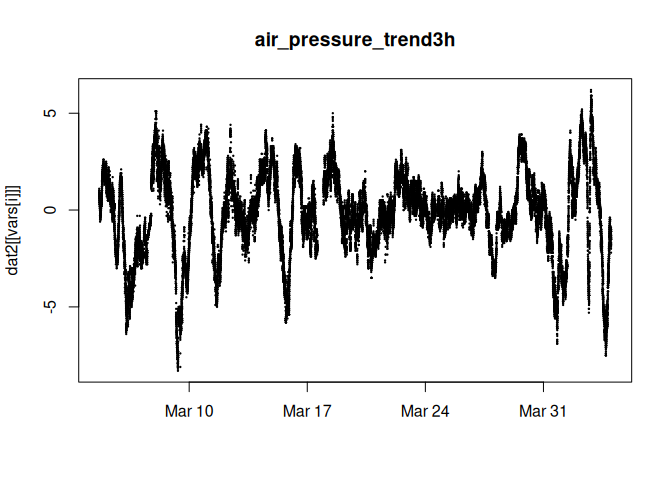 air_pressure_trend3h
dat2[[vars[i]]]
5
0
-5
Mar 10
Mar 17
Mar 24
Mar 31